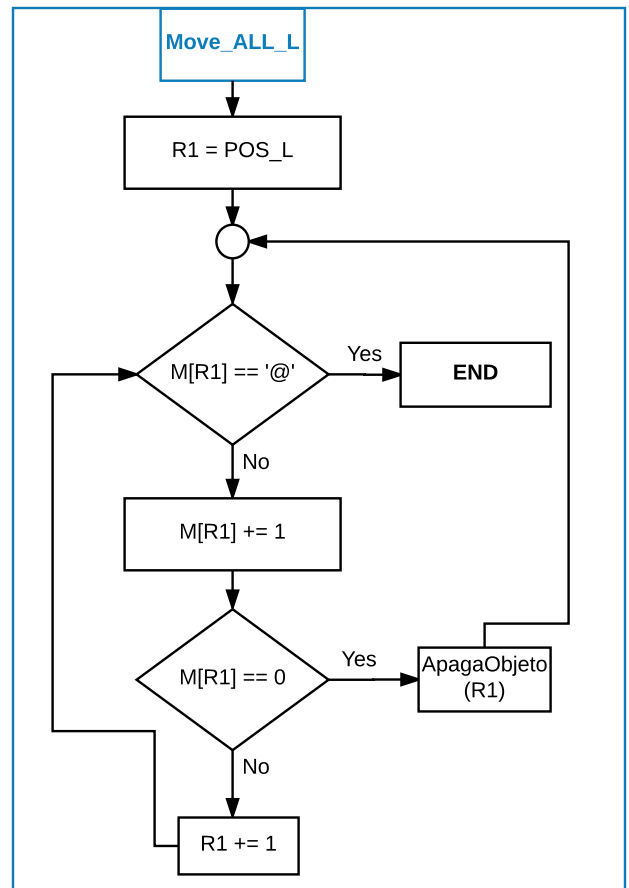 Move_ALL_L
R1 = POS_L
M[R1] == '@'
Yes
END
No
M[R1] += 1
M[R1] == 0
Yes
ApagaObjeto
(R1)
No
R1 += 1